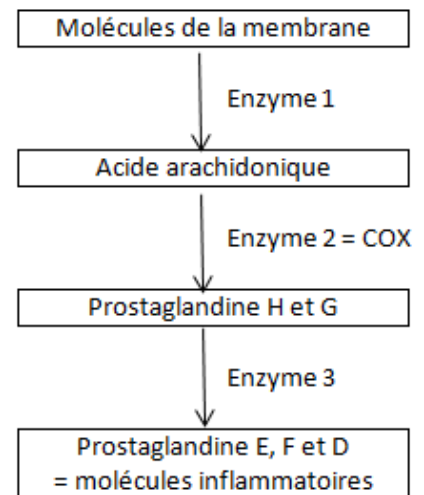 Molécules de la membrane
Enzyme 1
Acide arachidonique
Enzyme 2 = COX
Prostaglandine H et G
Enzyme 3
Prostaglandine E, F et D
= molécules inflammatoires